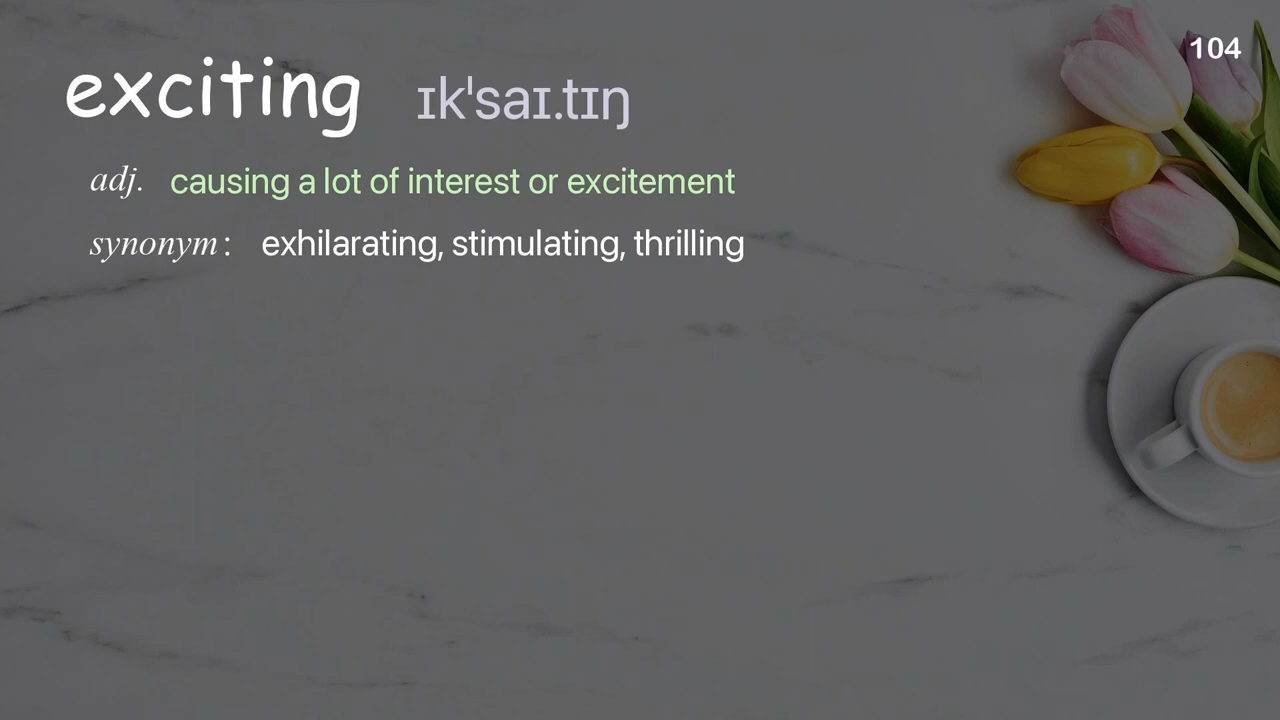 104
exciting ɪkˈsaɪ.tɪŋ
adj. causing a lot of interest or excitement
synonym: exhilarating, stimulating, thrilling